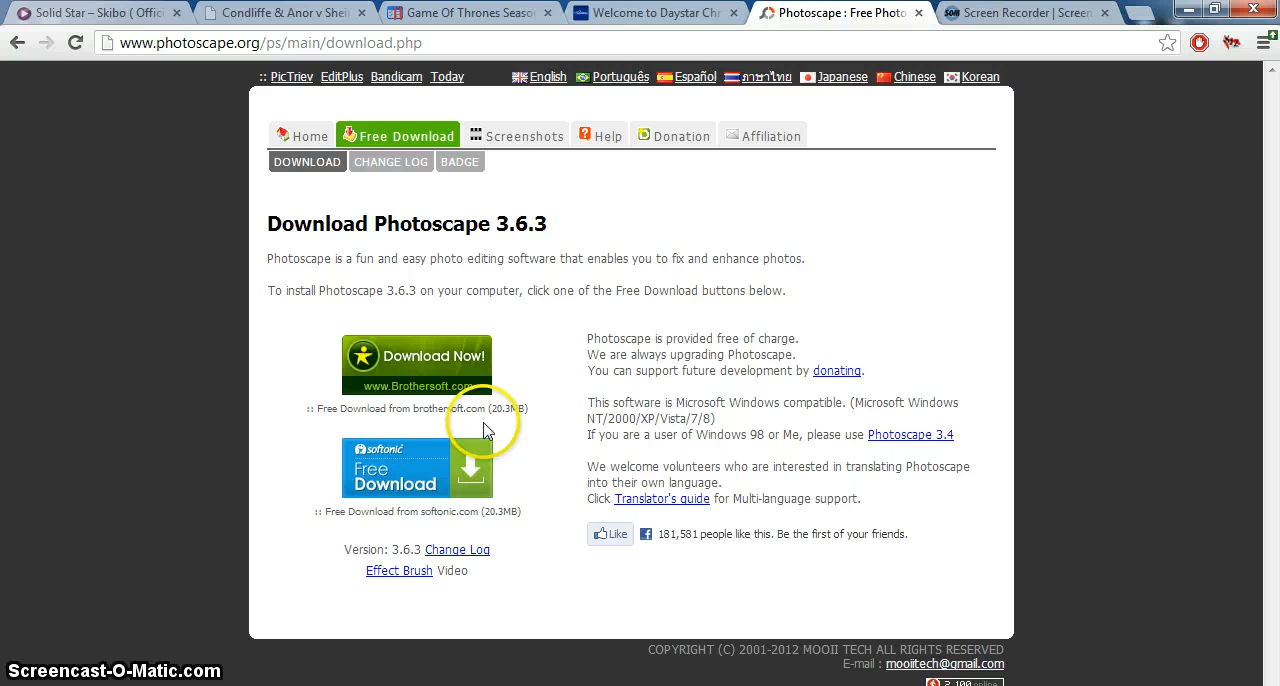 Solid Star – Skibo ( Offici
Condliffe & Anor v Sheil
Game Of Thrones Season
Welcome to Daystar Chr
Photoscape : Free Photo
Screen Recorder | Screen
www.photoscape.org/ps/main/download.php
:: PicTriev EditPlus Bandicam Today
English Português Español ภาษาไทย Japanese Chinese Korean
Home Free Download Screenshots Help Donation Affiliation
DOWNLOAD CHANGE LOG BADGE
Download Photoscape 3.6.3
Photoscape is a fun and easy photo editing software that enables you to fix and enhance photos.
To install Photoscape 3.6.3 on your computer, click one of the Free Download buttons below.
Download Now!
www.Brothersoft.com
:: Free Download from brothersoft.com (20.3MB)
softonic
Free
Download
:: Free Download from softonic.com (20.3MB)
Version: 3.6.3 Change Log
Effect Brush Video
Photoscape is provided free of charge.
We are always upgrading Photoscape.
You can support future development by donating.
This software is Microsoft Windows compatible. (Microsoft Windows
NT/2000/XP/Vista/7/8)
If you are a user of Windows 98 or Me, please use Photoscape 3.4
We welcome volunteers who are interested in translating Photoscape
into their own language.
Click Translator's guide for Multi-language support.
Like 181,581 people like this. Be the first of your friends.
COPYRIGHT (C) 2001-2012 MOOII TECH ALL RIGHTS RESERVED
E-mail : mooiitech@gmail.com
2,100 online
Screencast-O-Matic.com